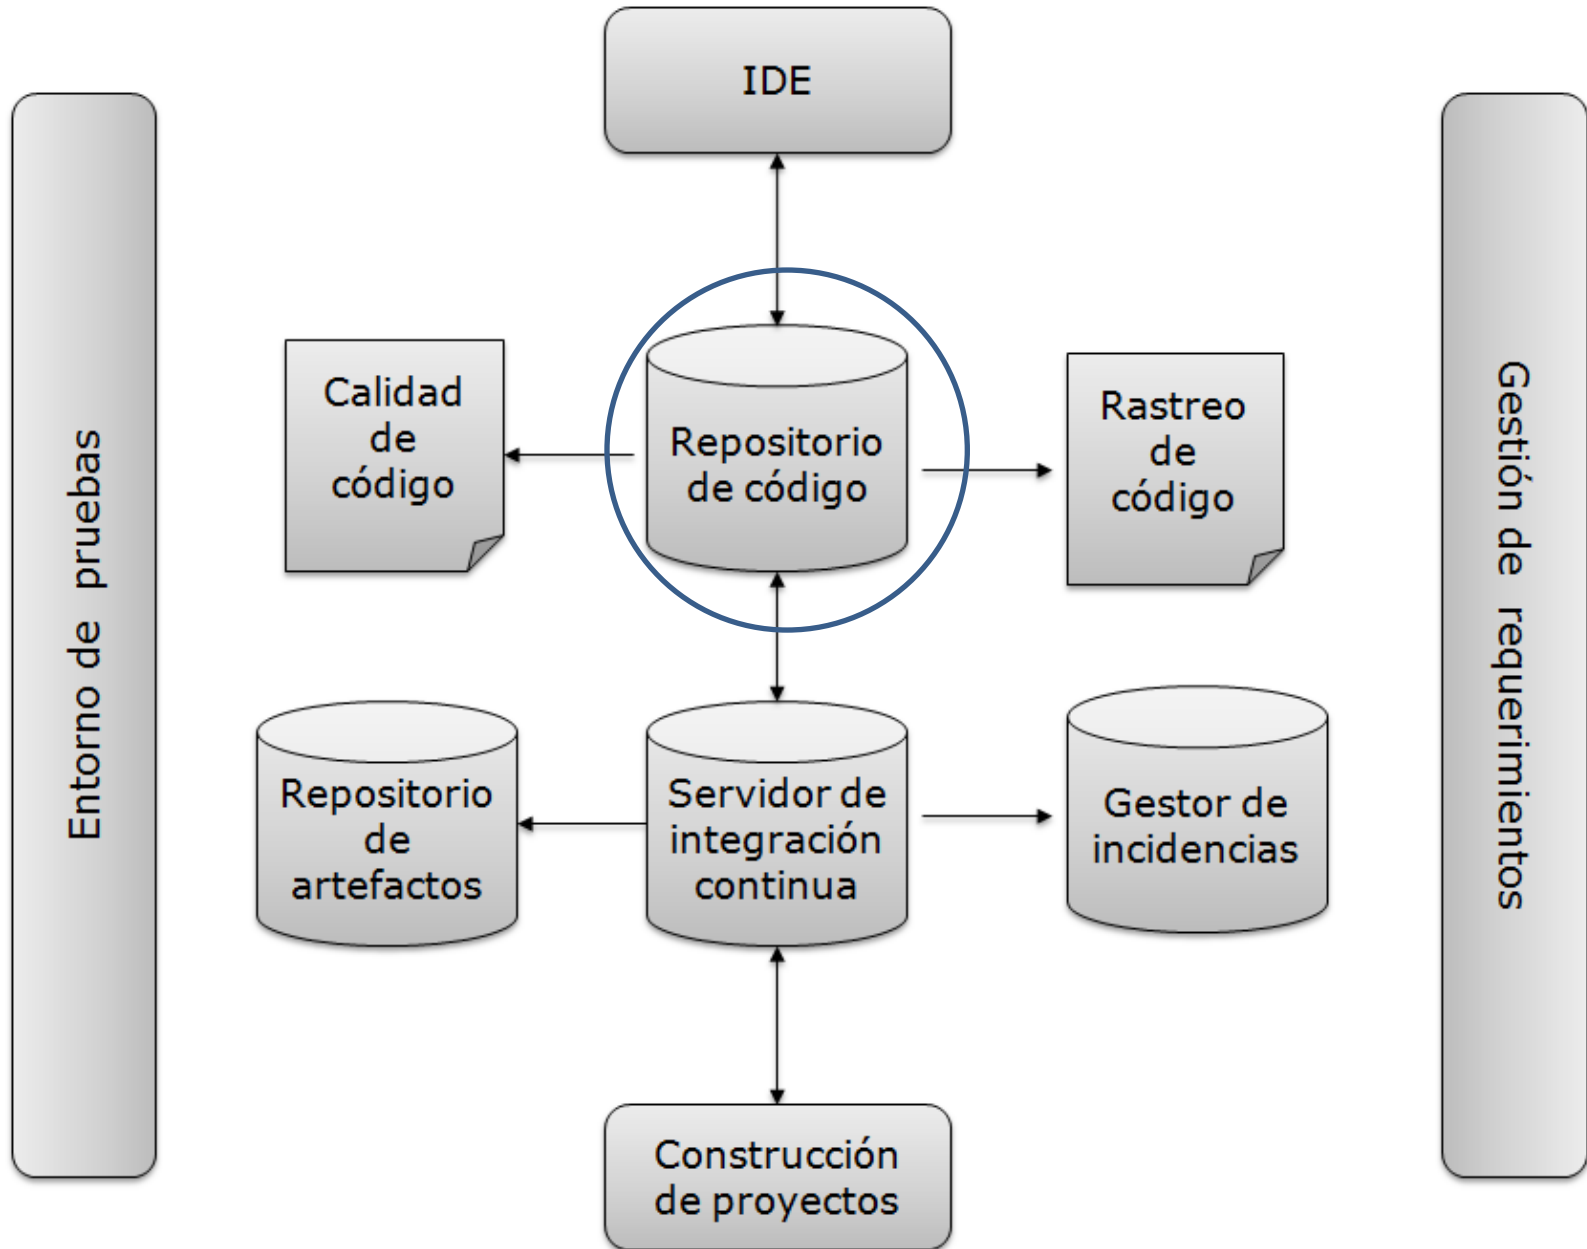 IDE
Entorno de pruebas
Calidad
de
código
Repositorio
de código
Rastreo
de
código
Gestión de requerimientos
Repositorio
de
artefactos
Servidor de
integración
continua
Gestor de
incidencias
Construcción
de proyectos